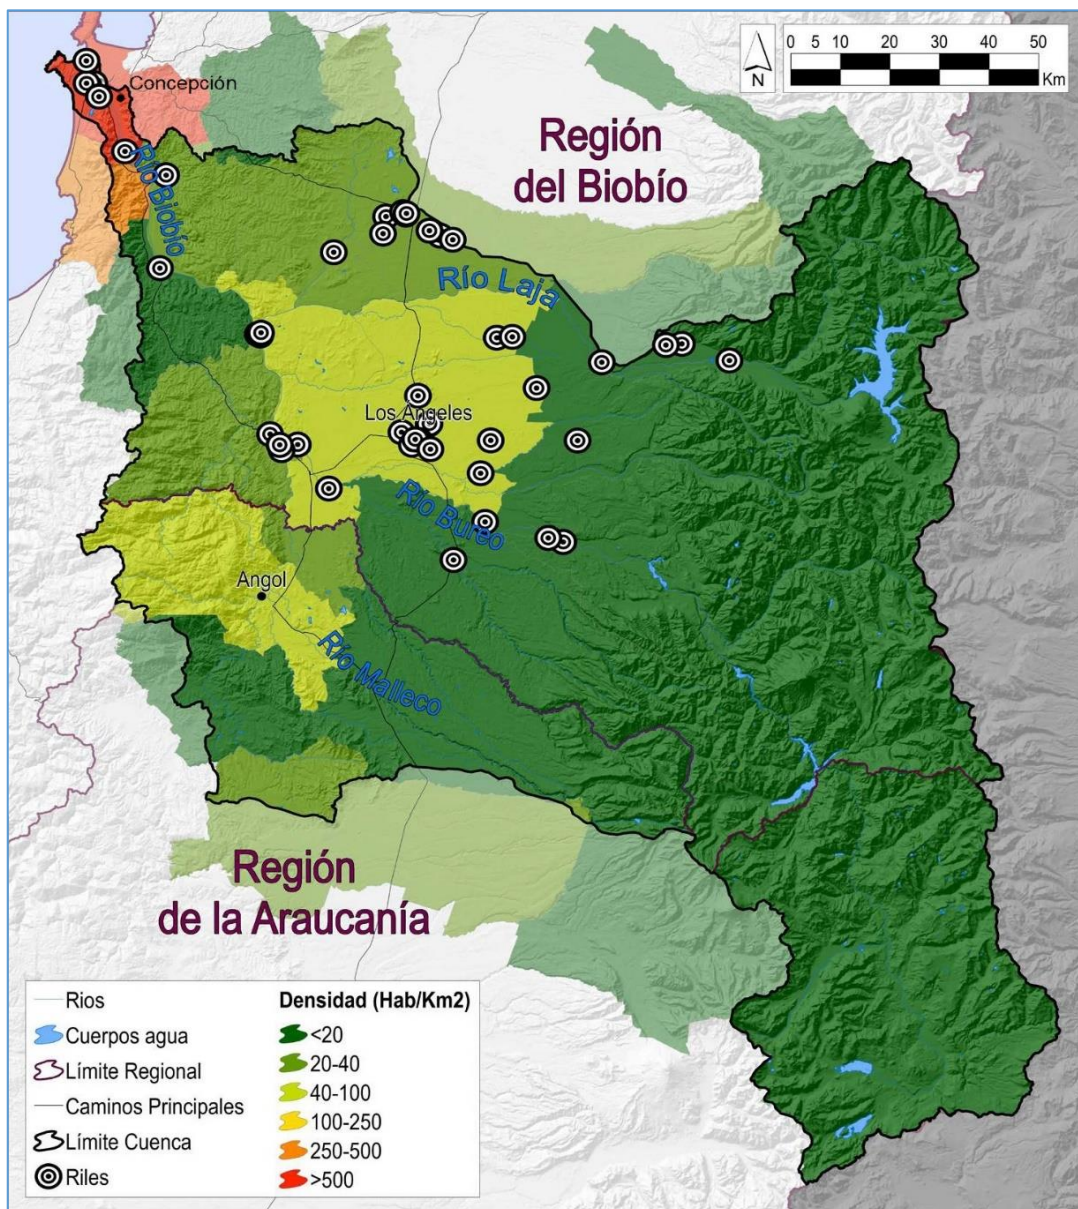 0 5 10 20 30 40 50
Km
N
Concepción
Región
del Biobío
Río Biobío
Río Laja
Los Angeles
Río Bureo
Angol
Río Malleco
Región
de la Araucanía
Rios
Cuerpos agua
Límite Regional
Caminos Principales
Límite Cuenca
Riles
Densidad (Hab/Km2)
<20
20-40
40-100
100-250
250-500
>500